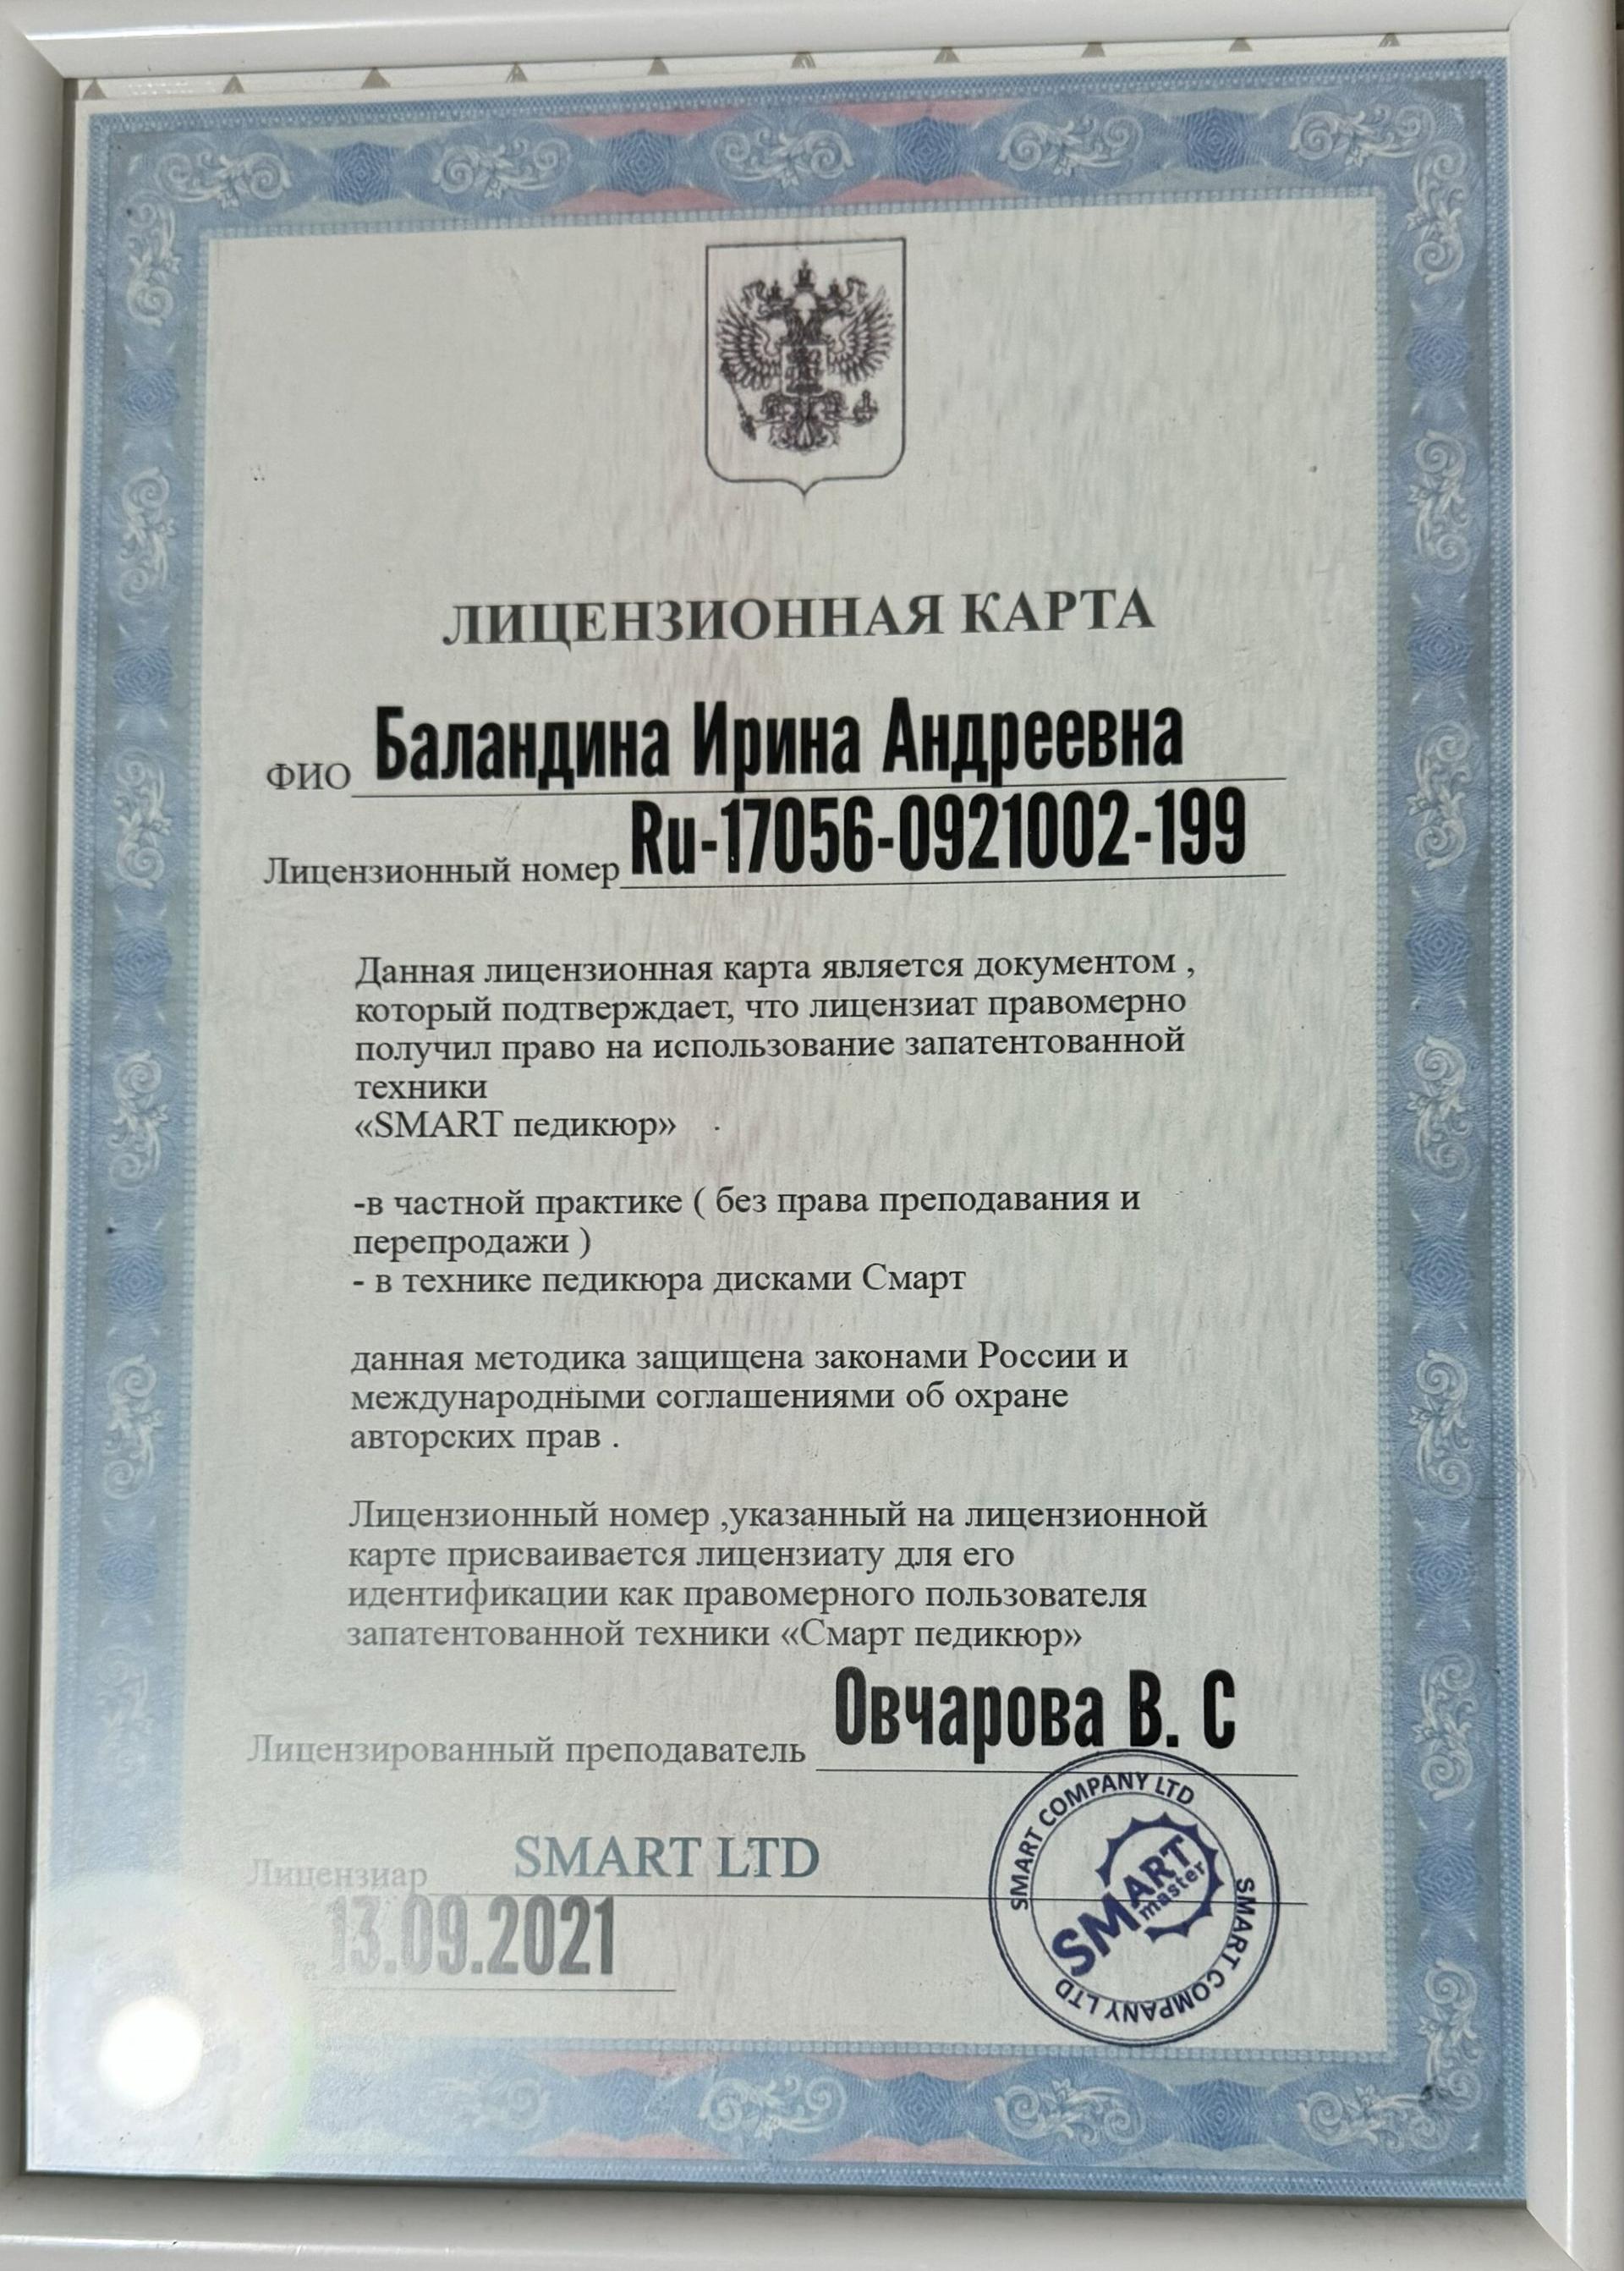 ЛИЦЕНЗИОННАЯ КАРТА
ФИО Баландина Ирина Андреевна
Лицензионный номер Ru-17056-0921002-199
Данная лицензионная карта является документом ,
который подтверждает, что лицензиат правомерно
получил право на использование запатентованной
техники
«SMART педикюр»
-в частной практике ( без права преподавания и
перепродажи )
- в технике педикюра дисками Смарт
данная методика защищена законами России и
международными соглашениями об охране
авторских прав .
Лицензионный номер ,указанный на лицензионной
карте присваивается лицензиату для его
идентификации как правомерного пользователя
запатентованной техники «Смарт педикюр»
Лицензированный преподаватель Овчарова В. С
Лицензиар SMART LTD
13.09.2021
SMART COMPANY LTD
SMART COMPANY LTD
SMART
master